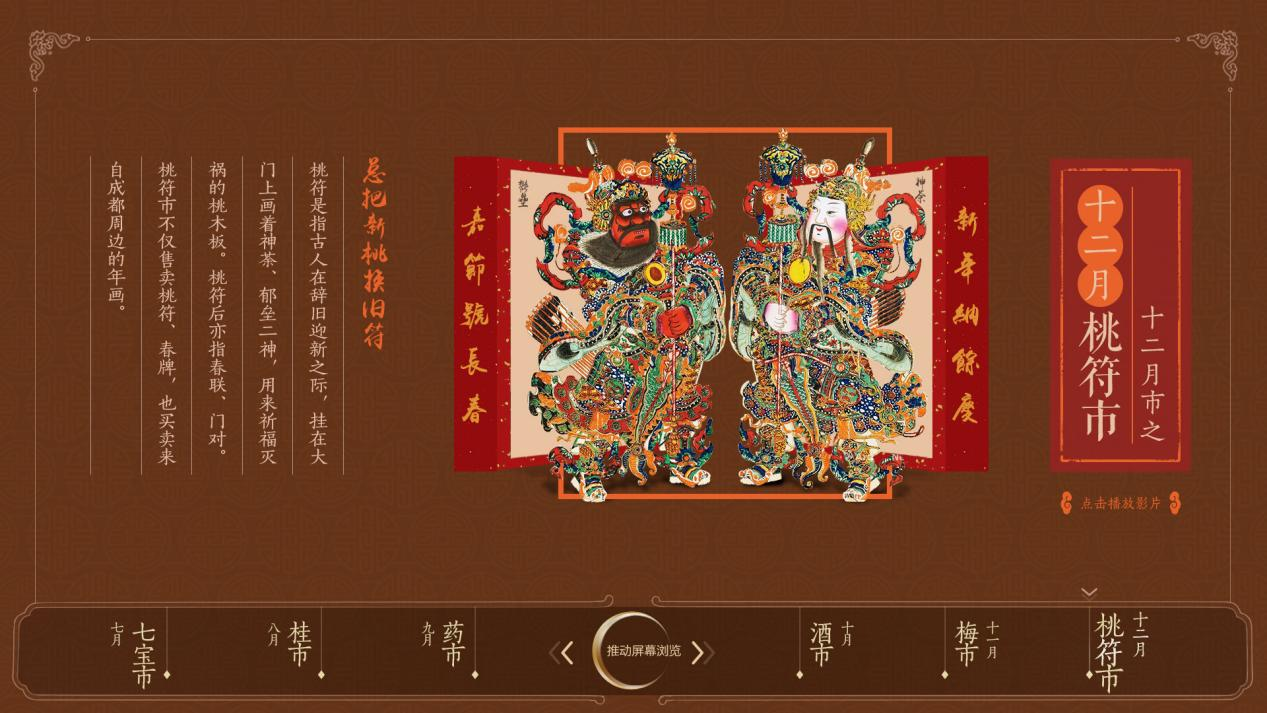 十二月市之
十二月桃符市
点击播放影片
新年納餘慶
神荼
鬱壘
嘉節號長春
总把新桃换旧符
桃符是指古人在辞旧迎新之际，挂在大
门上画着神荼、郁垒二神，用来祈福灭
祸的桃木板。桃符后亦指春联、门对。
桃符市不仅售卖桃符、春牌，也买卖来
自成都周边的年画。
十二月
桃符市
十一月
梅市
十月
酒市
推动屏幕浏览
九月
药市
八月
桂市
七月
七宝市